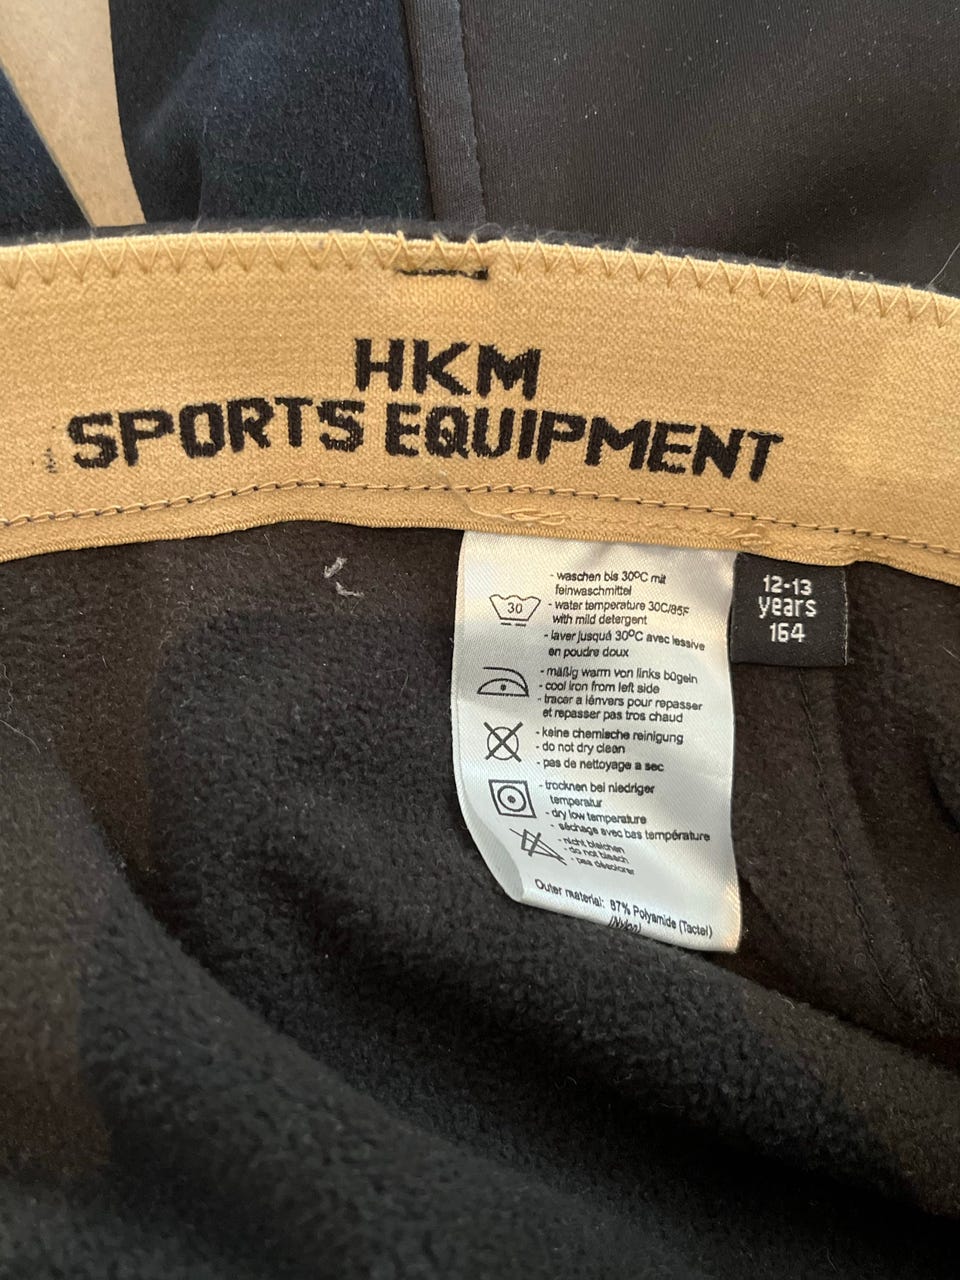 HKM
SPORTS EQUIPMENT
- waschen bis 30ºC mit
feinwaschmittel
30
- water temperature 30C/85F
with mild detergent
- laver jusquá 30ºC avec lessive
en poudre doux
- mäßig warm von links bügeln
- cool iron from left side
- tracer a lénvers pour repasser
et repasser pas tros chaud
- keine chemische reinigung
- do not dry clean
- pas de nettoyage a sec
- trocknen bei niedriger
temperatur
- dry low temperature
- séchage avec bas température
- nicht bleichen
- do not bleach
- pas décolorer
Outer material: 87% Polyamide (Tactel)
(Nylon)
12-13
years
164